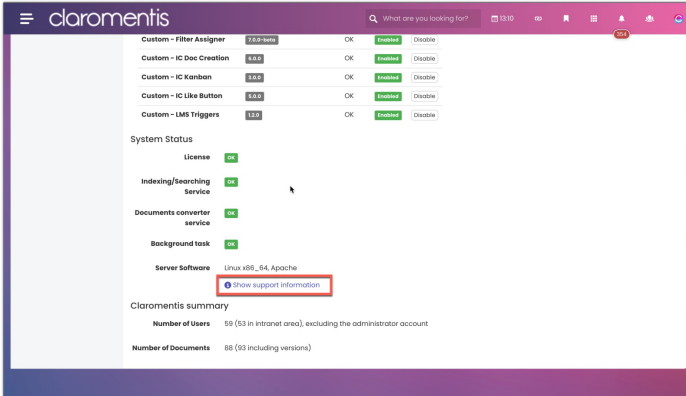 claromentis
What are you looking for?
13:10
354
Custom - Filter Assigner 7.0.0-beta OK Enabled Disable
Custom - IC Doc Creation 6.0.0 OK Enabled Disable
Custom - IC Kanban 3.0.0 OK Enabled Disable
Custom - IC Like Button 5.0.0 OK Enabled Disable
Custom - LMS Triggers 1.2.0 OK Enabled Disable
System Status
License OK
Indexing/Searching Service OK
Documents converter service OK
Background task OK
Server Software Linux x86_64, Apache
Show support information
Claromentis summary
Number of Users 59 (53 in intranet area), excluding the administrator account
Number of Documents 88 (93 including versions)